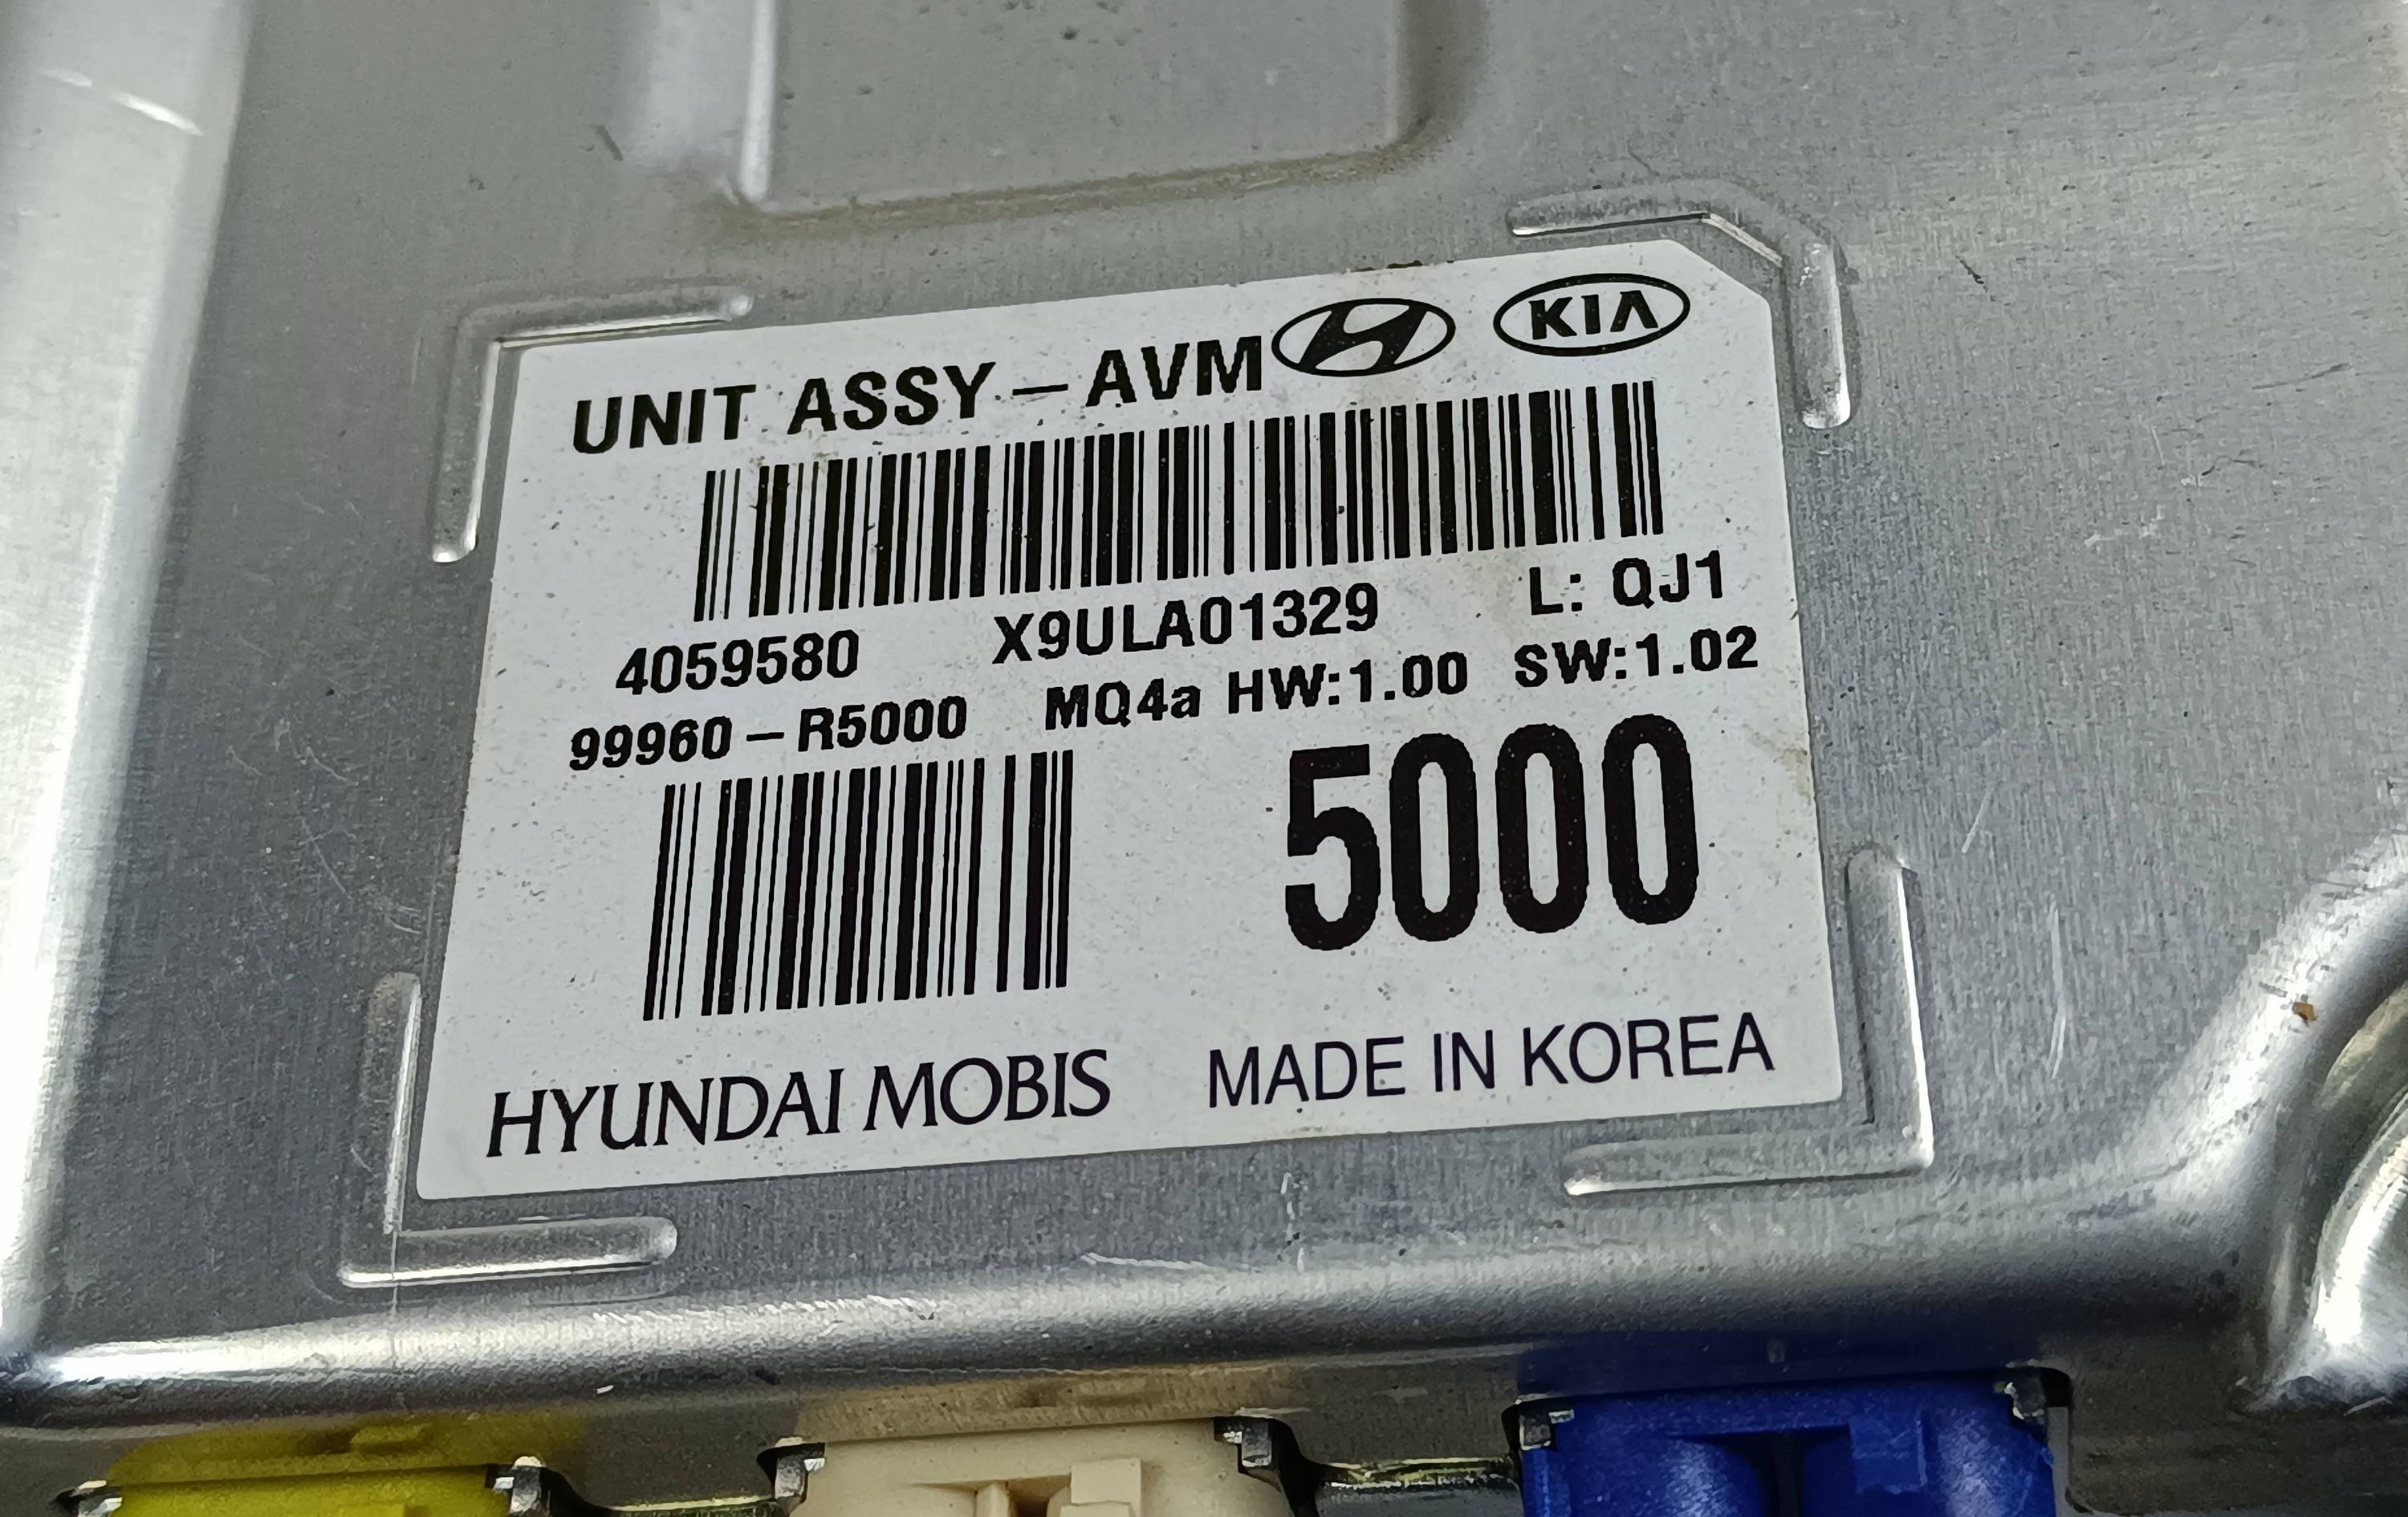 UNIT ASSY-AVM KIA
4059580 X9ULA01329 L: QJ1
99960-R5000 MQ4a HW:1.00 SW:1.02
5000
HYUNDAI MOBIS MADE IN KOREA